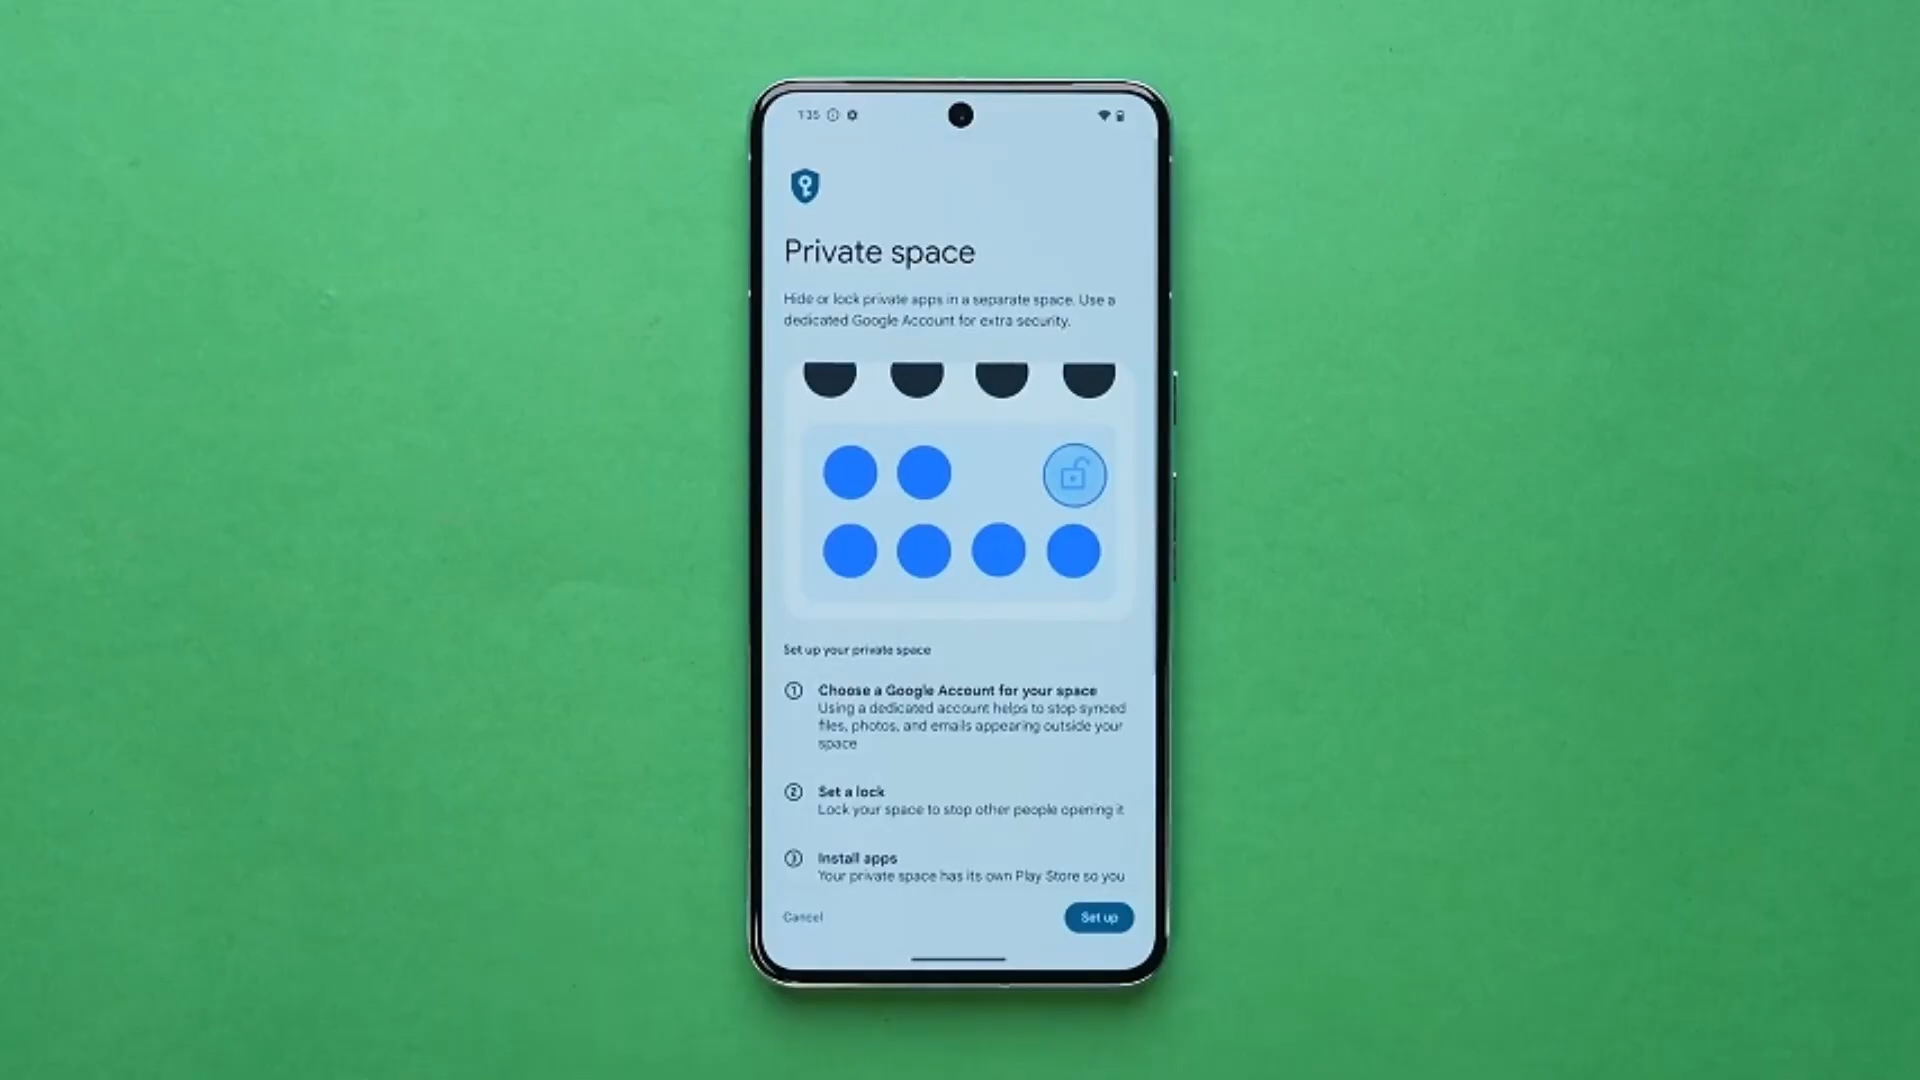 1:35
Private space
Hide or lock private apps in a separate space. Use a
dedicated Google Account for extra security.
Set up your private space
1 Choose a Google Account for your space
Using a dedicated account helps to stop synced
files, photos, and emails appearing outside your
space
2 Set a lock
Lock your space to stop other people opening it
3 Install apps
Your private space has its own Play Store so you
Cancel
Set up